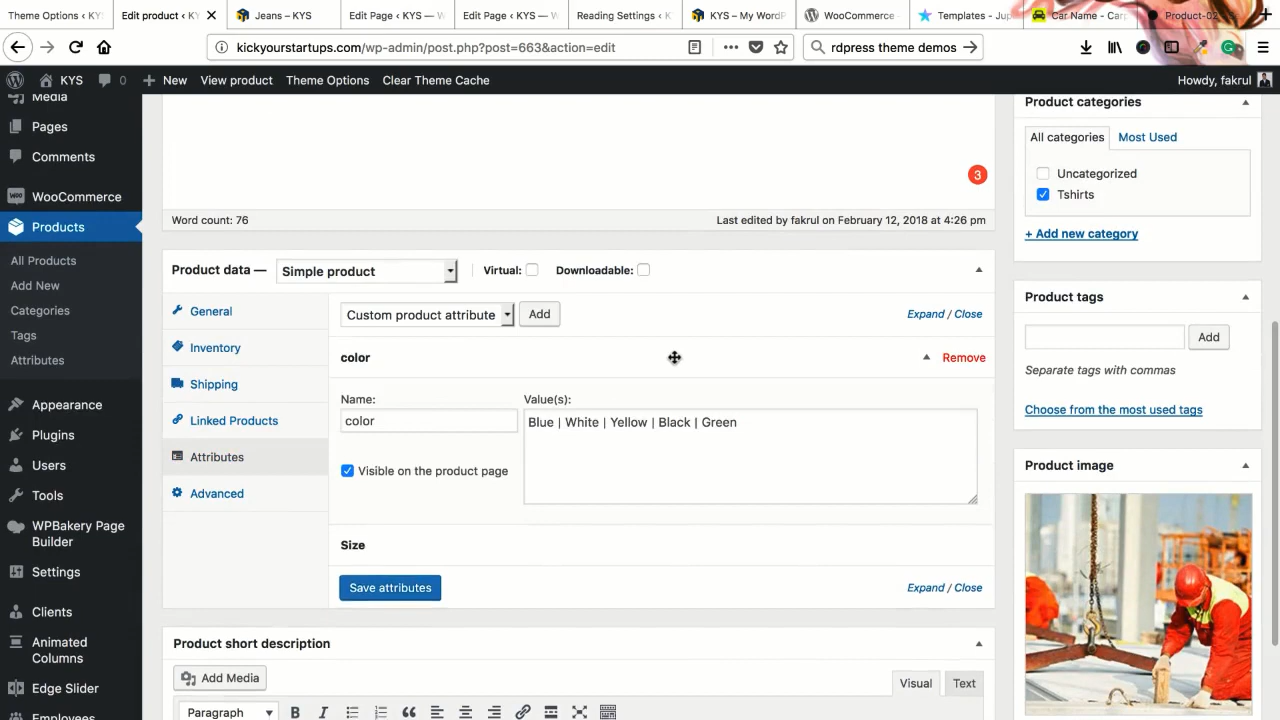 Theme Options ‹ KYS
Edit product ‹ K
Jeans – KYS
Edit Page ‹ KYS —
Edit Page ‹ KYS — W
Reading Settings ‹ K
KYS – My WordP
WooCommerce -
Templates - Jup
Car Name - Carp
Product-02
kickyourstartups.com/wp-admin/post.php?post=663&action=edit
rdpress theme demos
KYS
0
New
View product
Theme Options
Clear Theme Cache
Howdy, fakrul
Media
Pages
Comments
WooCommerce
Products
All Products
Add New
Categories
Tags
Attributes
Appearance
Plugins
Users
Tools
WPBakery Page
Builder
Settings
Clients
Animated
Columns
Edge Slider
Employees
3
Word count: 76
Last edited by fakrul on February 12, 2018 at 4:26 pm
Product data —
Simple product
Virtual:
Downloadable:
General
Inventory
Shipping
Linked Products
Attributes
Advanced
Custom product attribute
Add
Expand / Close
color
Remove
Name:
Value(s):
color
Blue | White | Yellow | Black | Green
Visible on the product page
Size
Save attributes
Expand / Close
Product short description
Add Media
Visual
Text
Paragraph
B
I
Product categories
All categories
Most Used
Uncategorized
Tshirts
+ Add new category
Product tags
Add
Separate tags with commas
Choose from the most used tags
Product image